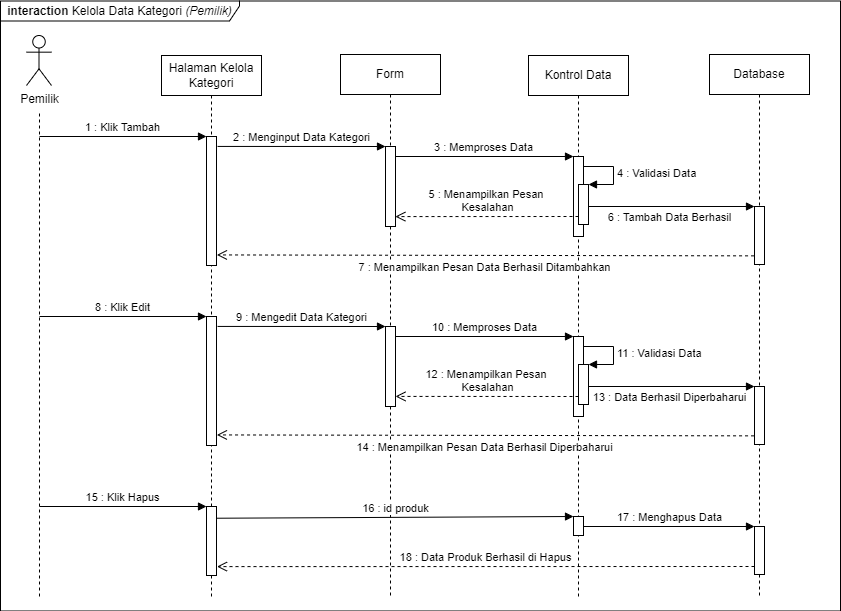 interaction Kelola Data Kategori (Pemilik)
Pemilik
Halaman Kelola
Kategori
Form
Kontrol Data
Database
1 : Klik Tambah
2 : Menginput Data Kategori
3 : Memproses Data
4 : Validasi Data
5 : Menampilkan Pesan
Kesalahan
6 : Tambah Data Berhasil
7 : Menampilkan Pesan Data Berhasil Ditambahkan
8 : Klik Edit
9 : Mengedit Data Kategori
10 : Memproses Data
11 : Validasi Data
12 : Menampilkan Pesan
Kesalahan
13 : Data Berhasil Diperbaharui
14 : Menampilkan Pesan Data Berhasil Diperbaharui
15 : Klik Hapus
16 : id produk
17 : Menghapus Data
18 : Data Produk Berhasil di Hapus